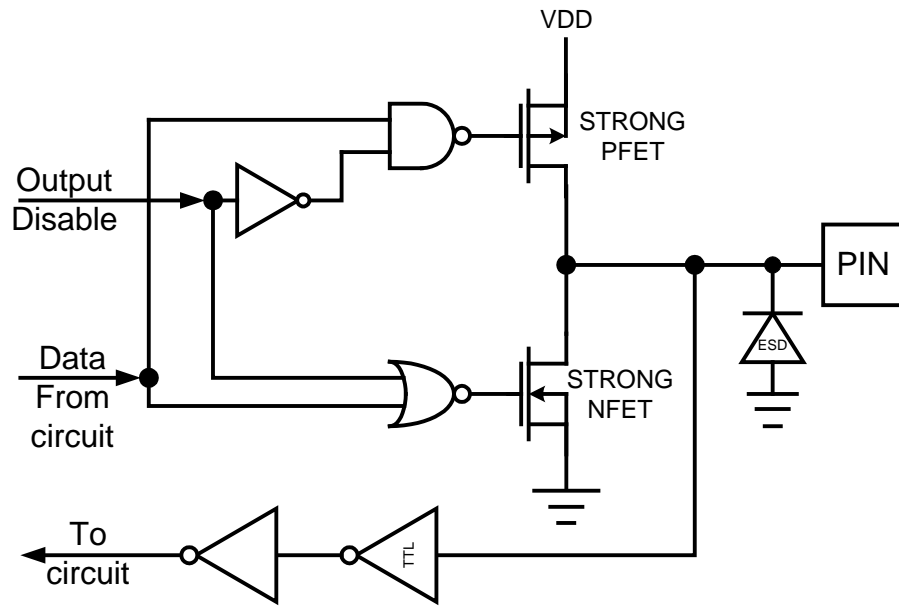 VDD
STRONG
PFET
Output
Disable
PIN
ESD
Data
From
circuit
STRONG
NFET
To
circuit
TTL